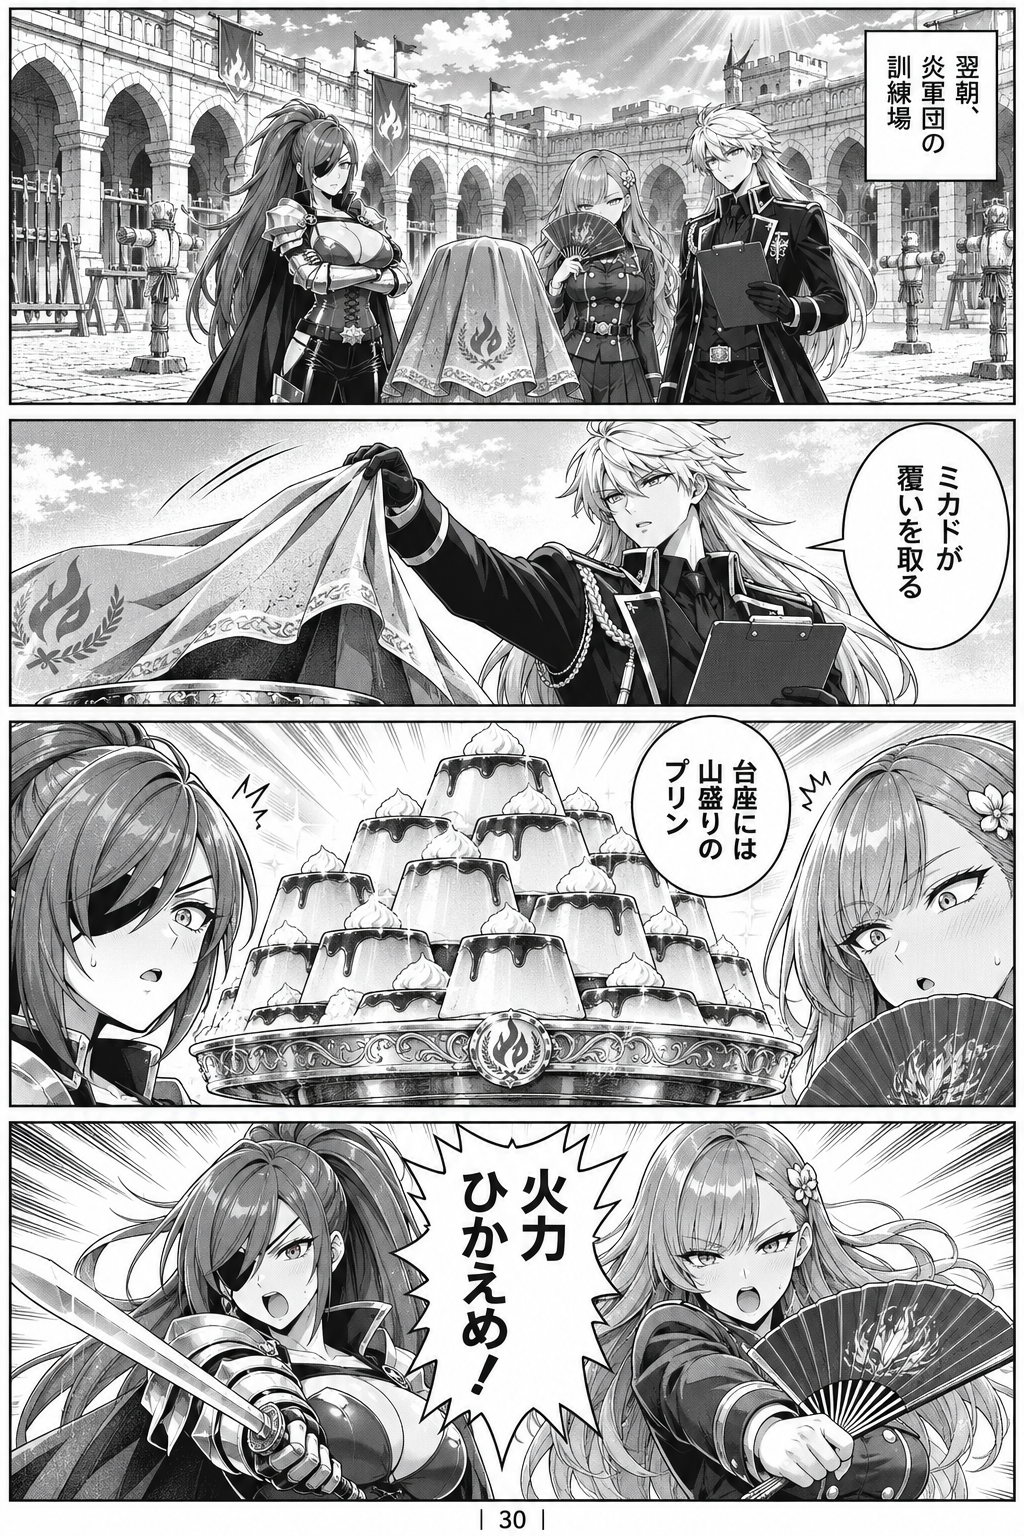 翌朝、
炎軍団の
訓練場
ミカドが
覆いを取る
台座には
山盛りの
プリン
火力
ひかえめ！
30